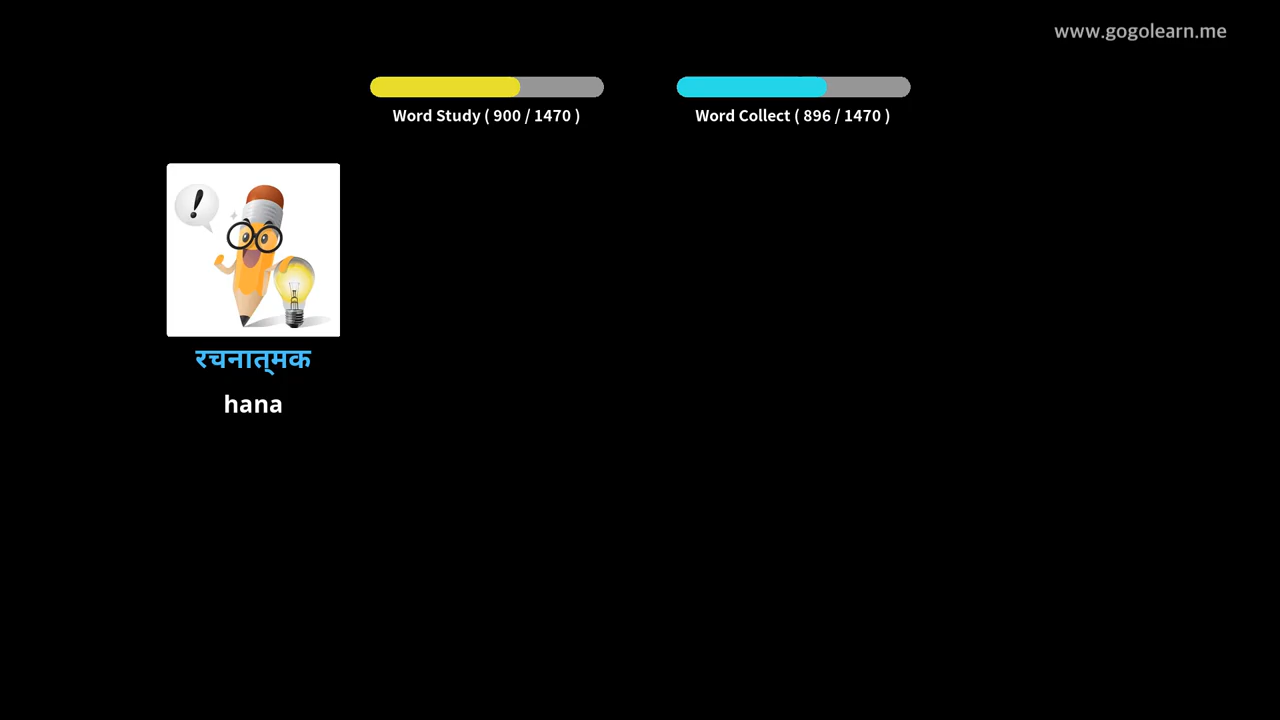 www.gogolearn.me
Word Study ( 900 / 1470 )
Word Collect ( 896 / 1470 )
!
रचनात्‌मक
hana